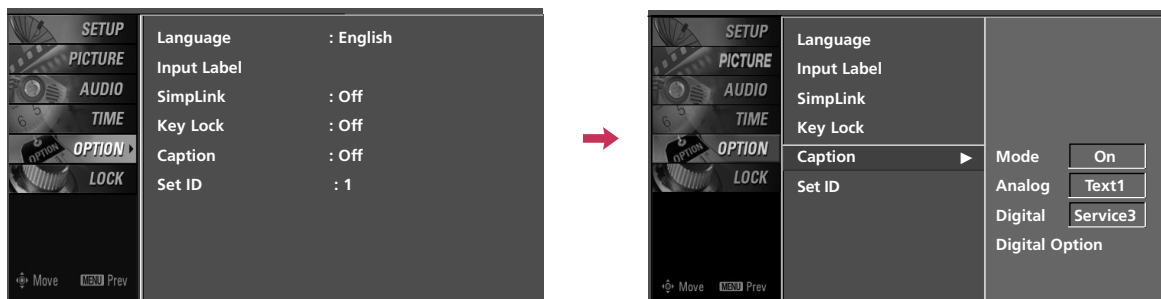 SETUP
PICTURE
AUDIO
TIME
OPTION
LOCK
Move MENU Prev
Language : English
Input Label
SimpLink : Off
Key Lock : Off
Caption : Off
Set ID : 1
SETUP
PICTURE
AUDIO
TIME
OPTION
LOCK
Move MENU Prev
Language
Input Label
SimpLink
Key Lock
Caption ▶
Set ID
Mode On
Analog Text1
Digital Service3
Digital Option